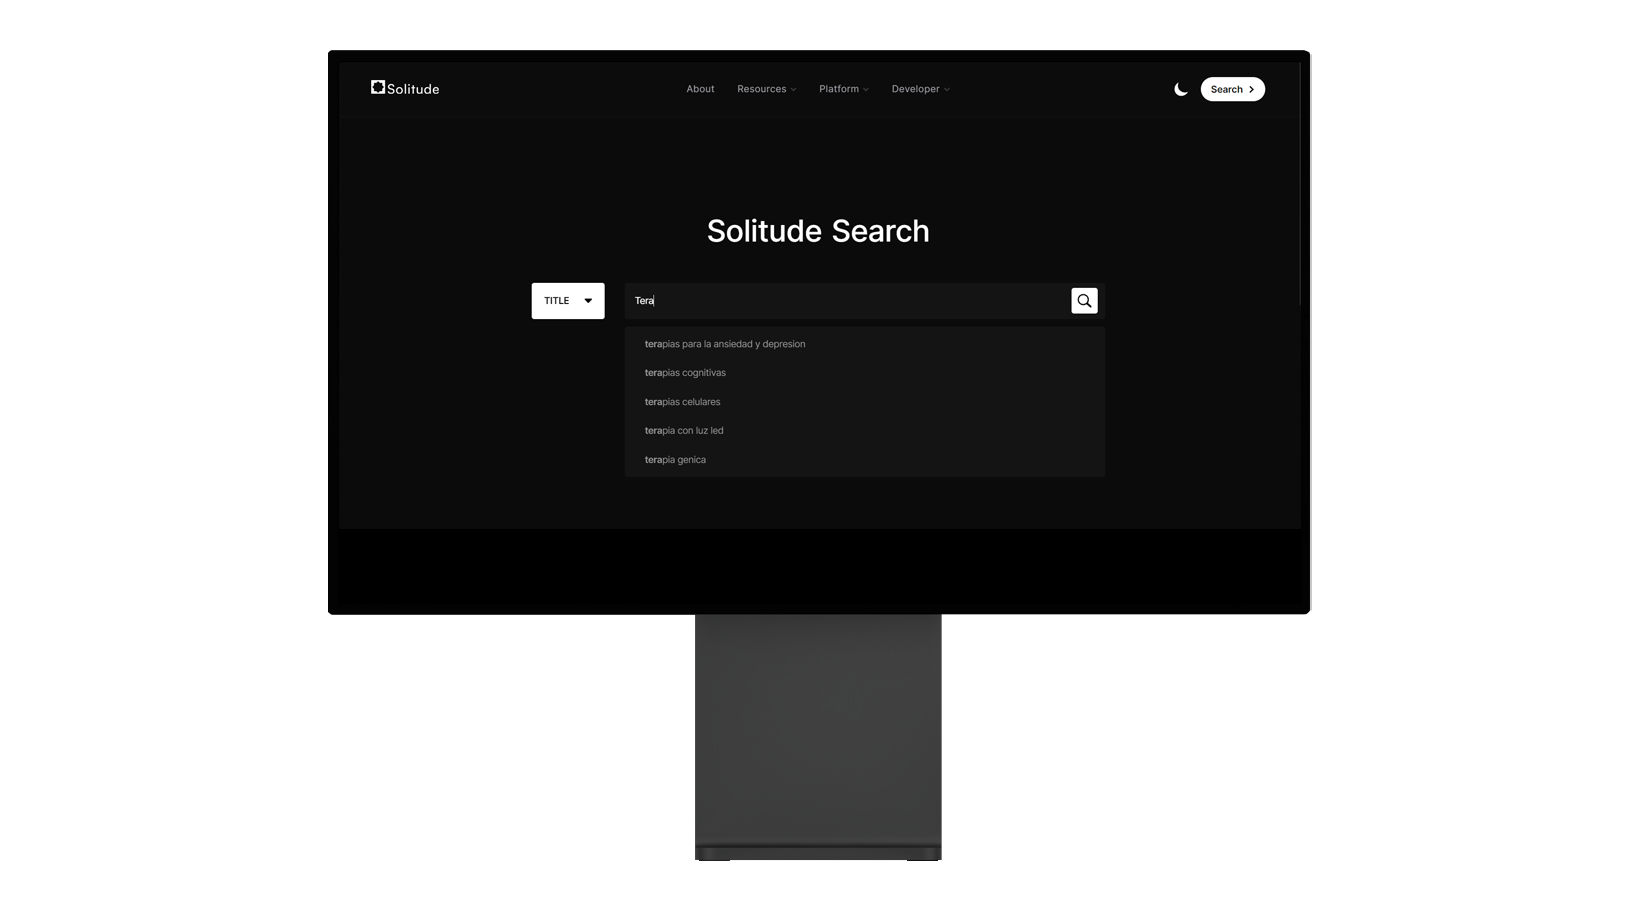 Solitude
About
Resources
Platform
Developer
Search
Solitude Search
TITLE
Tera
terapias para la ansiedad y depresion
terapias cognitivas
terapias celulares
terapia con luz led
terapia genica